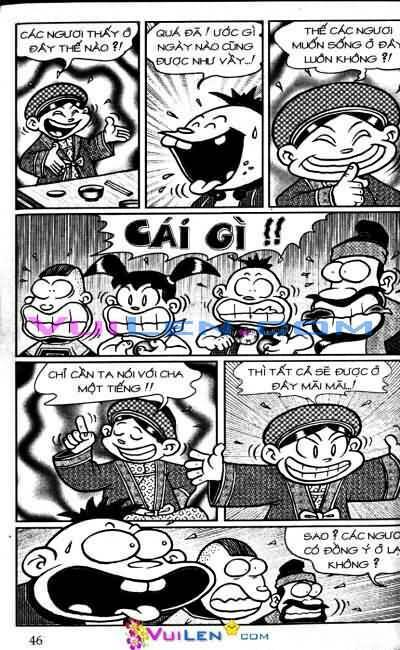 CÁC NGƯƠI THẤY Ở
ĐÂY THẾ NÀO ?!
QUÁ ĐÃ ! ƯỚC GÌ
NGÀY NÀO CŨNG
ĐƯỢC NHƯ VẦY...!
THẾ CÁC NGƯƠI
MUỐN SỐNG Ở ĐÂY
LUÔN KHÔNG ?!
CÁI GÌ !!
VUILEN.COM
CHỈ CẦN TA NÓI VỚI CHA
MỘT TIẾNG !!
THÌ TẤT CẢ SẼ ĐƯỢC Ở
ĐÂY MÃI MÃI...!
SAO ? CÁC NGƯƠI
CÓ ĐỒNG Ý Ở LẠI
KHÔNG ?
46
VUILEN.COM